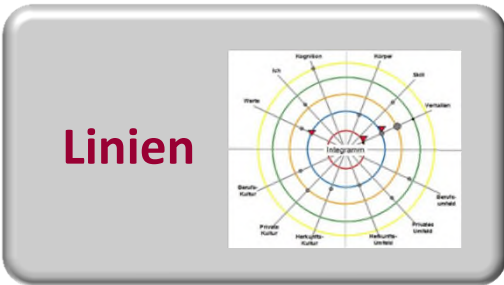 Linien
Kognition
Körper
Ich
Skill
Werte
Verhalten
Integramm
Berufs-
Kultur
Berufs-
umfeld
Private
Kultur
Privates
Umfeld
Herkunfts-
Kultur
Herkunfts-
Umfeld